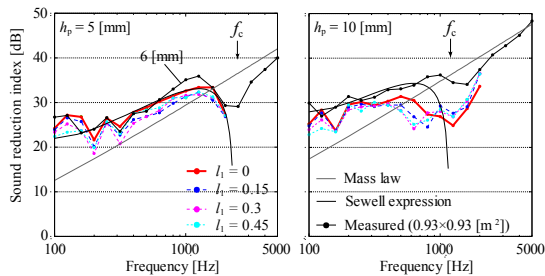 Sound reduction index [dB]
50
40
30
20
10
0
h_p = 5 [mm]
f_c
6 [mm]
l_1 = 0
l_1 = 0.15
l_1 = 0.3
l_1 = 0.45
100
1000
5000
Frequency [Hz]
h_p = 10 [mm]
f_c
Mass law
Sewell expression
Measured (0.93×0.93 [m²])
100
1000
5000
Frequency [Hz]